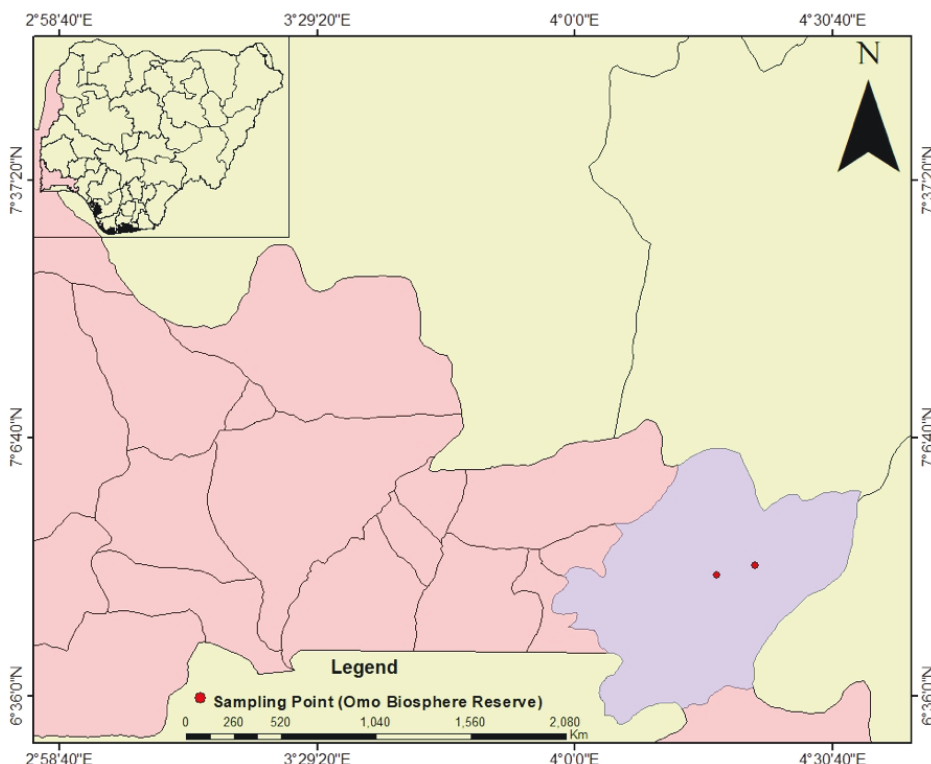 2°58'40"E 3°29'20"E 4°0'0"E 4°30'40"E
N
7°37'20"N 7°37'20"N
7°6'40"N 7°6'40"N
6°36'0"N 6°36'0"N
Legend
Sampling Point (Omo Biosphere Reserve)
0 260 520 1,040 1,560 2,080
Km
2°58'40"E 3°29'20"E 4°0'0"E 4°30'40"E